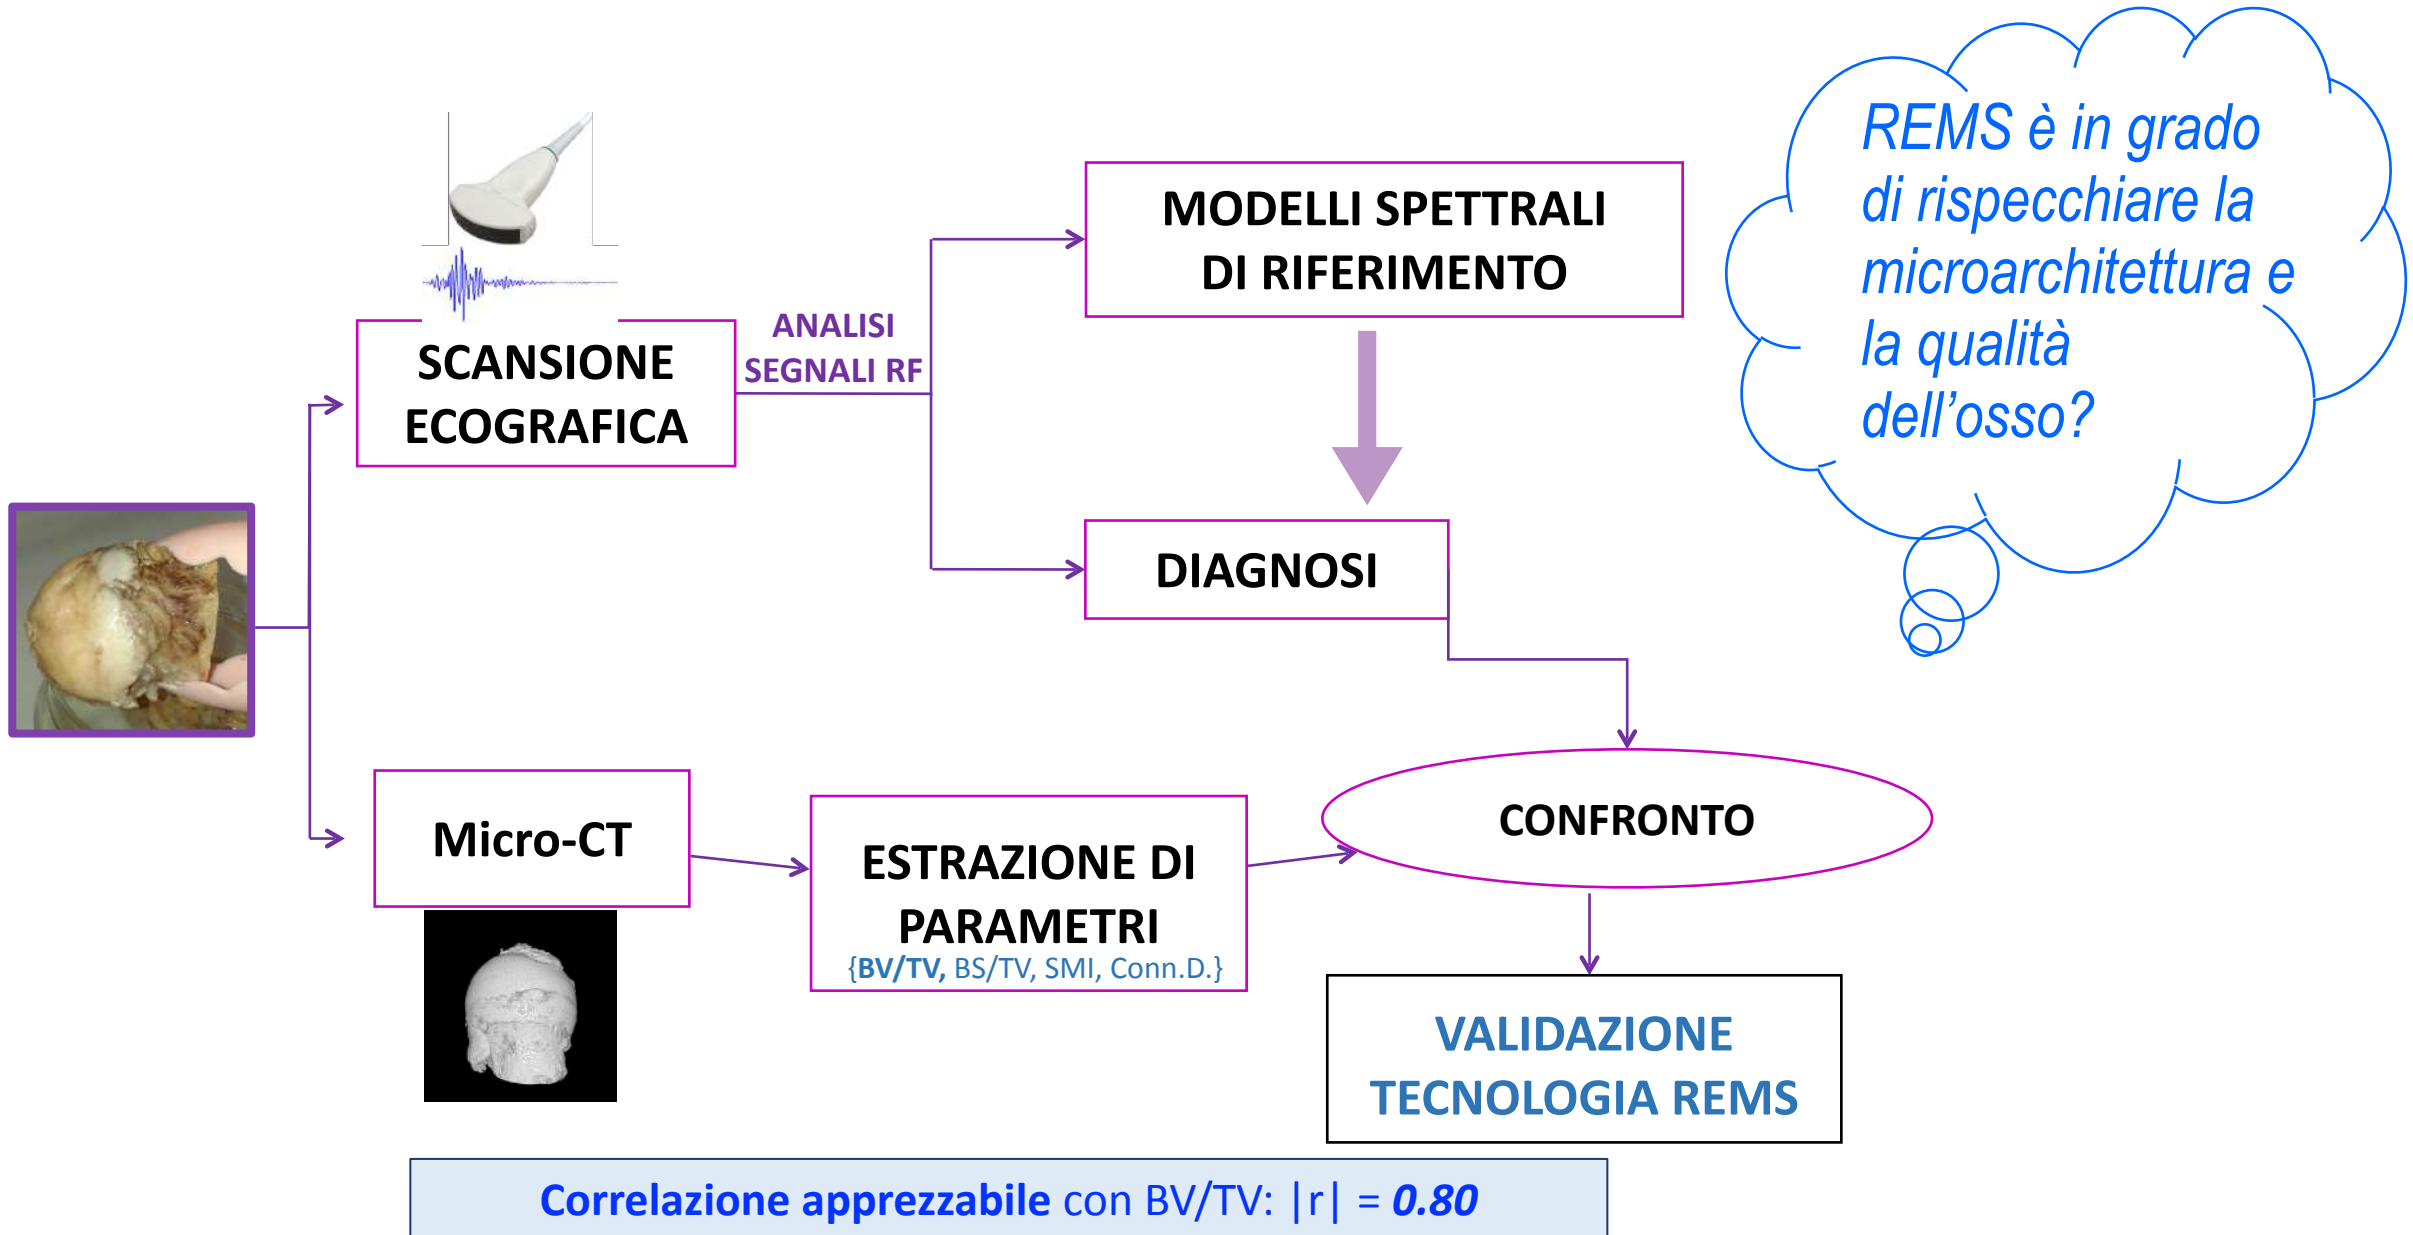 REMS è in grado
di rispecchiare la
microarchitettura e
la qualità
dell’osso?
MODELLI SPETTRALI
DI RIFERIMENTO
ANALISI
SEGNALI RF
SCANSIONE
ECOGRAFICA
DIAGNOSI
Micro-CT
ESTRAZIONE DI
PARAMETRI
{BV/TV, BS/TV, SMI, Conn.D.}
CONFRONTO
VALIDAZIONE
TECNOLOGIA REMS
Correlazione apprezzabile con BV/TV: |r| = 0.80